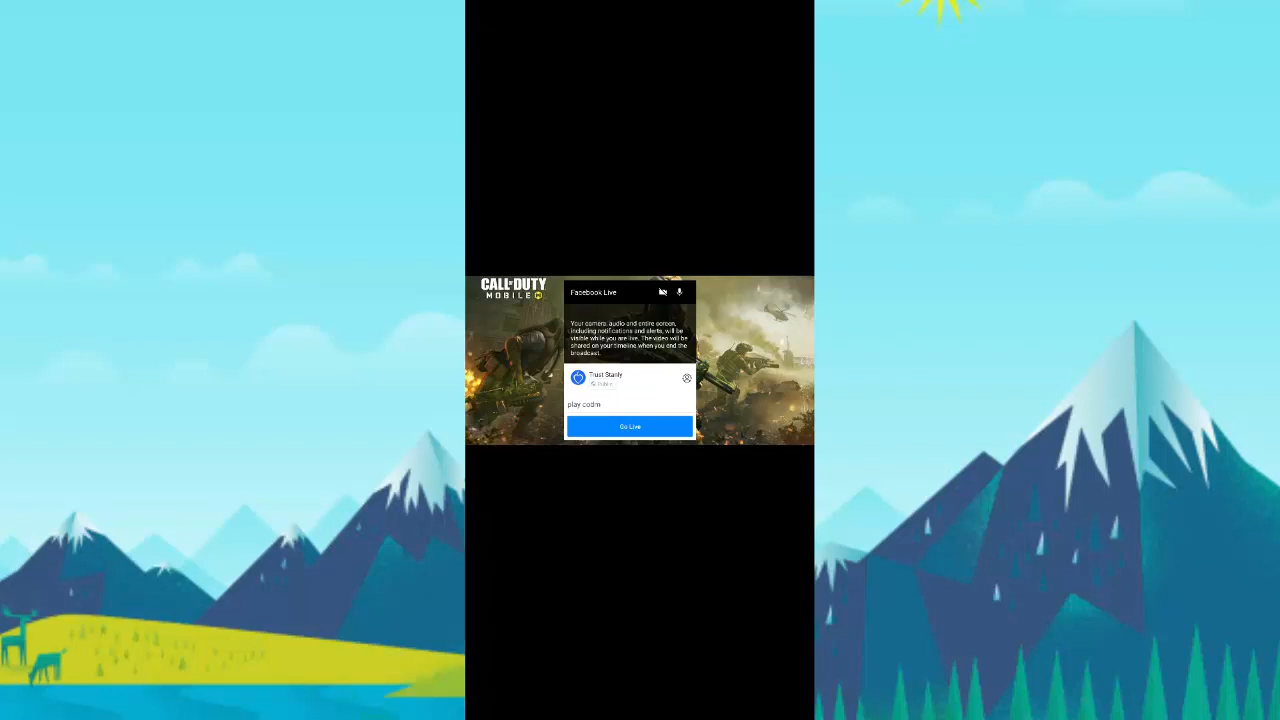 CALL OF DUTY
MOBILE
Facebook Live
Your camera, audio and entire screen,
including notifications and alerts, will be
visible while you are live. The video will be
shared on your timeline when you end the
broadcast.
Trust Stanly
Public
play codm
Go Live